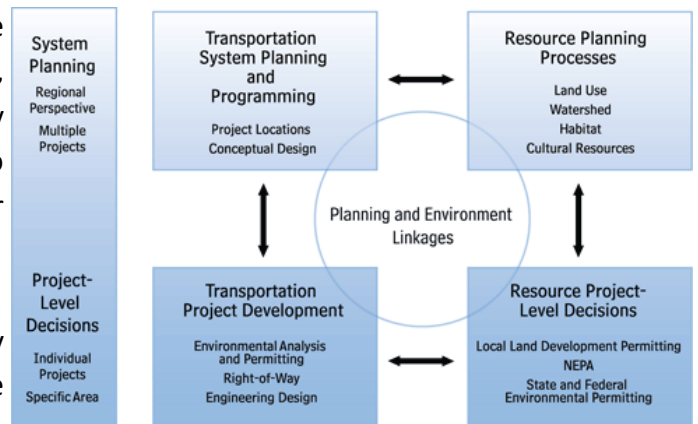 System
Planning
Regional
Perspective
Multiple
Projects
Project-
Level
Decisions
Individual
Projects
Specific Area
Transportation
System Planning
and
Programming
Project Locations
Conceptual Design
Resource Planning
Processes
Land Use
Watershed
Habitat
Cultural Resources
Planning and Environment
Linkages
Transportation
Project Development
Environmental Analysis
and Permitting
Right-of-Way
Engineering Design
Resource Project-
Level Decisions
Local Land Development Permitting
NEPA
State and Federal
Environmental Permitting